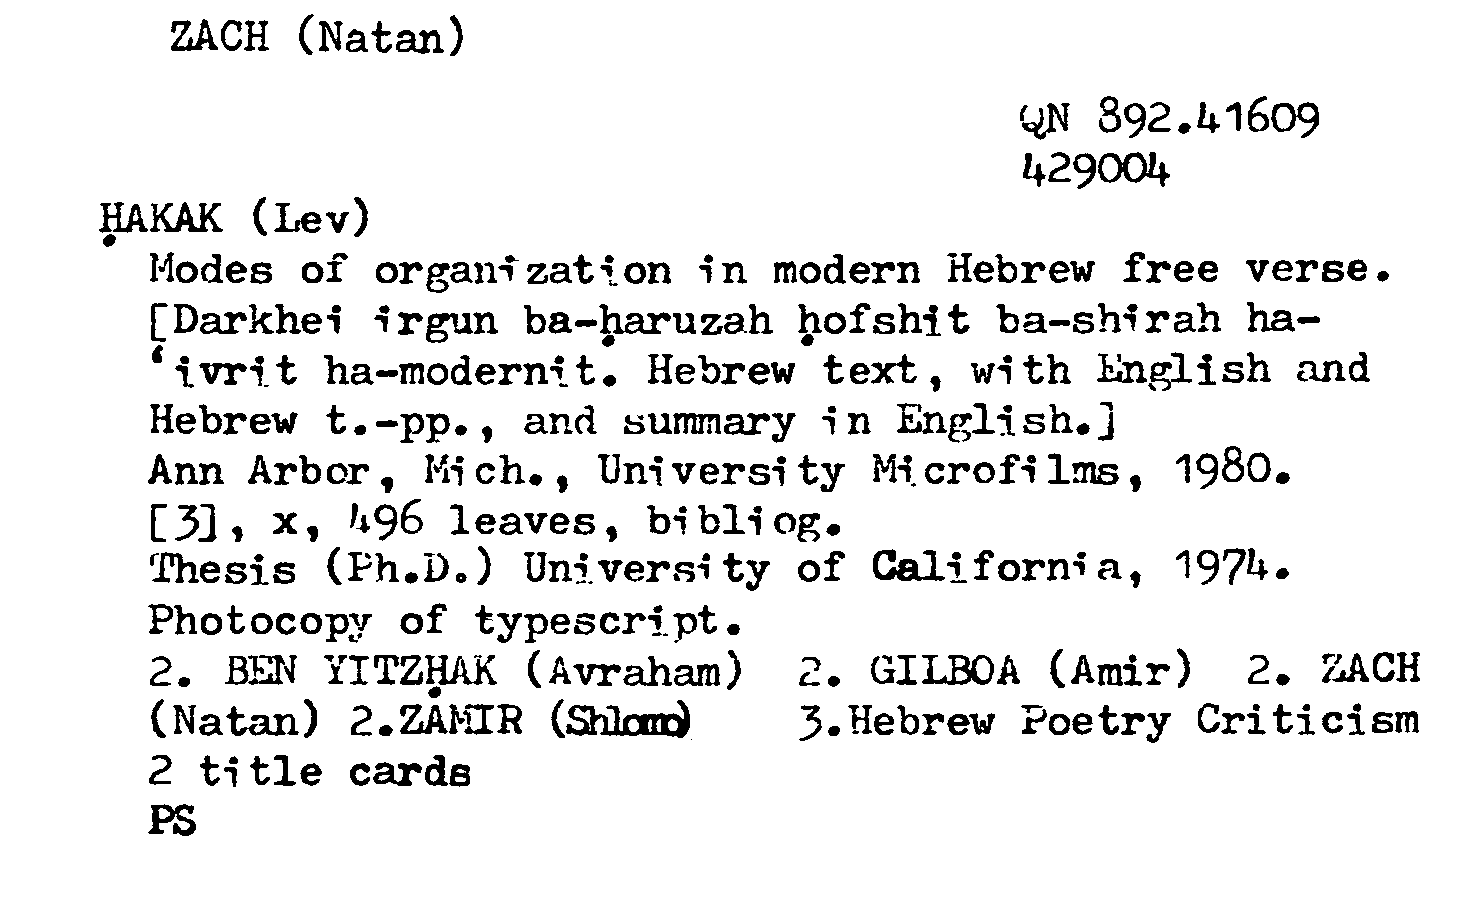 ZACH (Natan)
QN 892.41609
429004
ḤAKAK (Lev)
Modes of organization in modern Hebrew free verse.
[Darkhei irgun ba-ḥaruzah ḥofshit ba-shirah ha-
‘ivrit ha-modernit. Hebrew text, with English and
Hebrew t.-pp., and summary in English.]
Ann Arbor, Mich., University Microfilms, 1980.
[3], x, 496 leaves, bibliog.
Thesis (Ph.D.) University of California, 1974.
Photocopy of typescript.
2. BEN YITZḤAK (Avraham) 2. GILBOA (Amir) 2. ZACH
(Natan) 2.ZAMIR (Shlomo) 3.Hebrew Poetry Criticism
2 title cards
PS